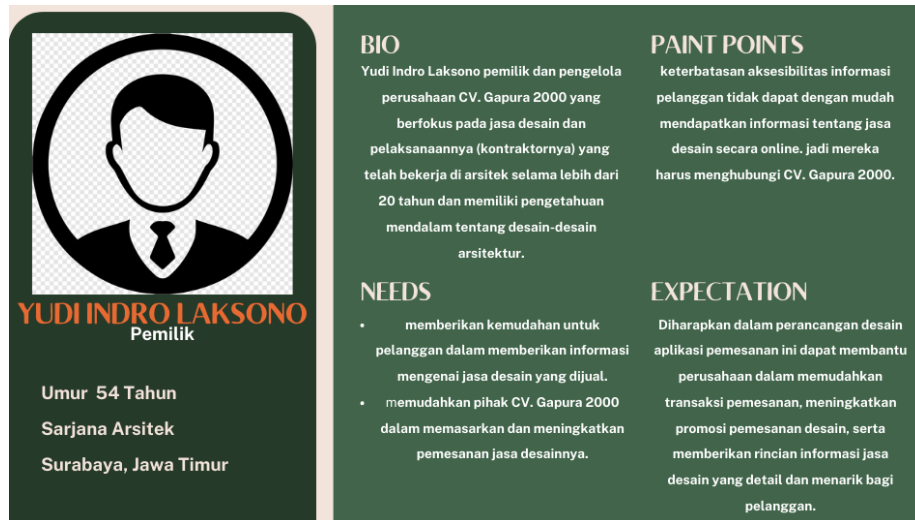 YUDI INDRO LAKSONO
Pemilik
Umur 54 Tahun
Sarjana Arsitek
Surabaya, Jawa Timur
BIO
Yudi Indro Laksono pemilik dan pengelola
perusahaan CV. Gapura 2000 yang
berfokus pada jasa desain dan
pelaksanaannya (kontraktornya) yang
telah bekerja di arsitek selama lebih dari
20 tahun dan memiliki pengetahuan
mendalam tentang desain-desain
arsitektur.
PAINT POINTS
keterbatasan aksesibilitas informasi
pelanggan tidak dapat dengan mudah
mendapatkan informasi tentang jasa
desain secara online. jadi mereka
harus menghubungi CV. Gapura 2000.
NEEDS
• memberikan kemudahan untuk
pelanggan dalam memberikan informasi
mengenai jasa desain yang dijual.
• memudahkan pihak CV. Gapura 2000
dalam memasarkan dan meningkatkan
pemesanan jasa desainnya.
EXPECTATION
Diharapkan dalam perancangan desain
aplikasi pemesanan ini dapat membantu
perusahaan dalam memudahkan
transaksi pemesanan, meningkatkan
promosi pemesanan desain, serta
memberikan rincian informasi jasa
desain yang detail dan menarik bagi
pelanggan.